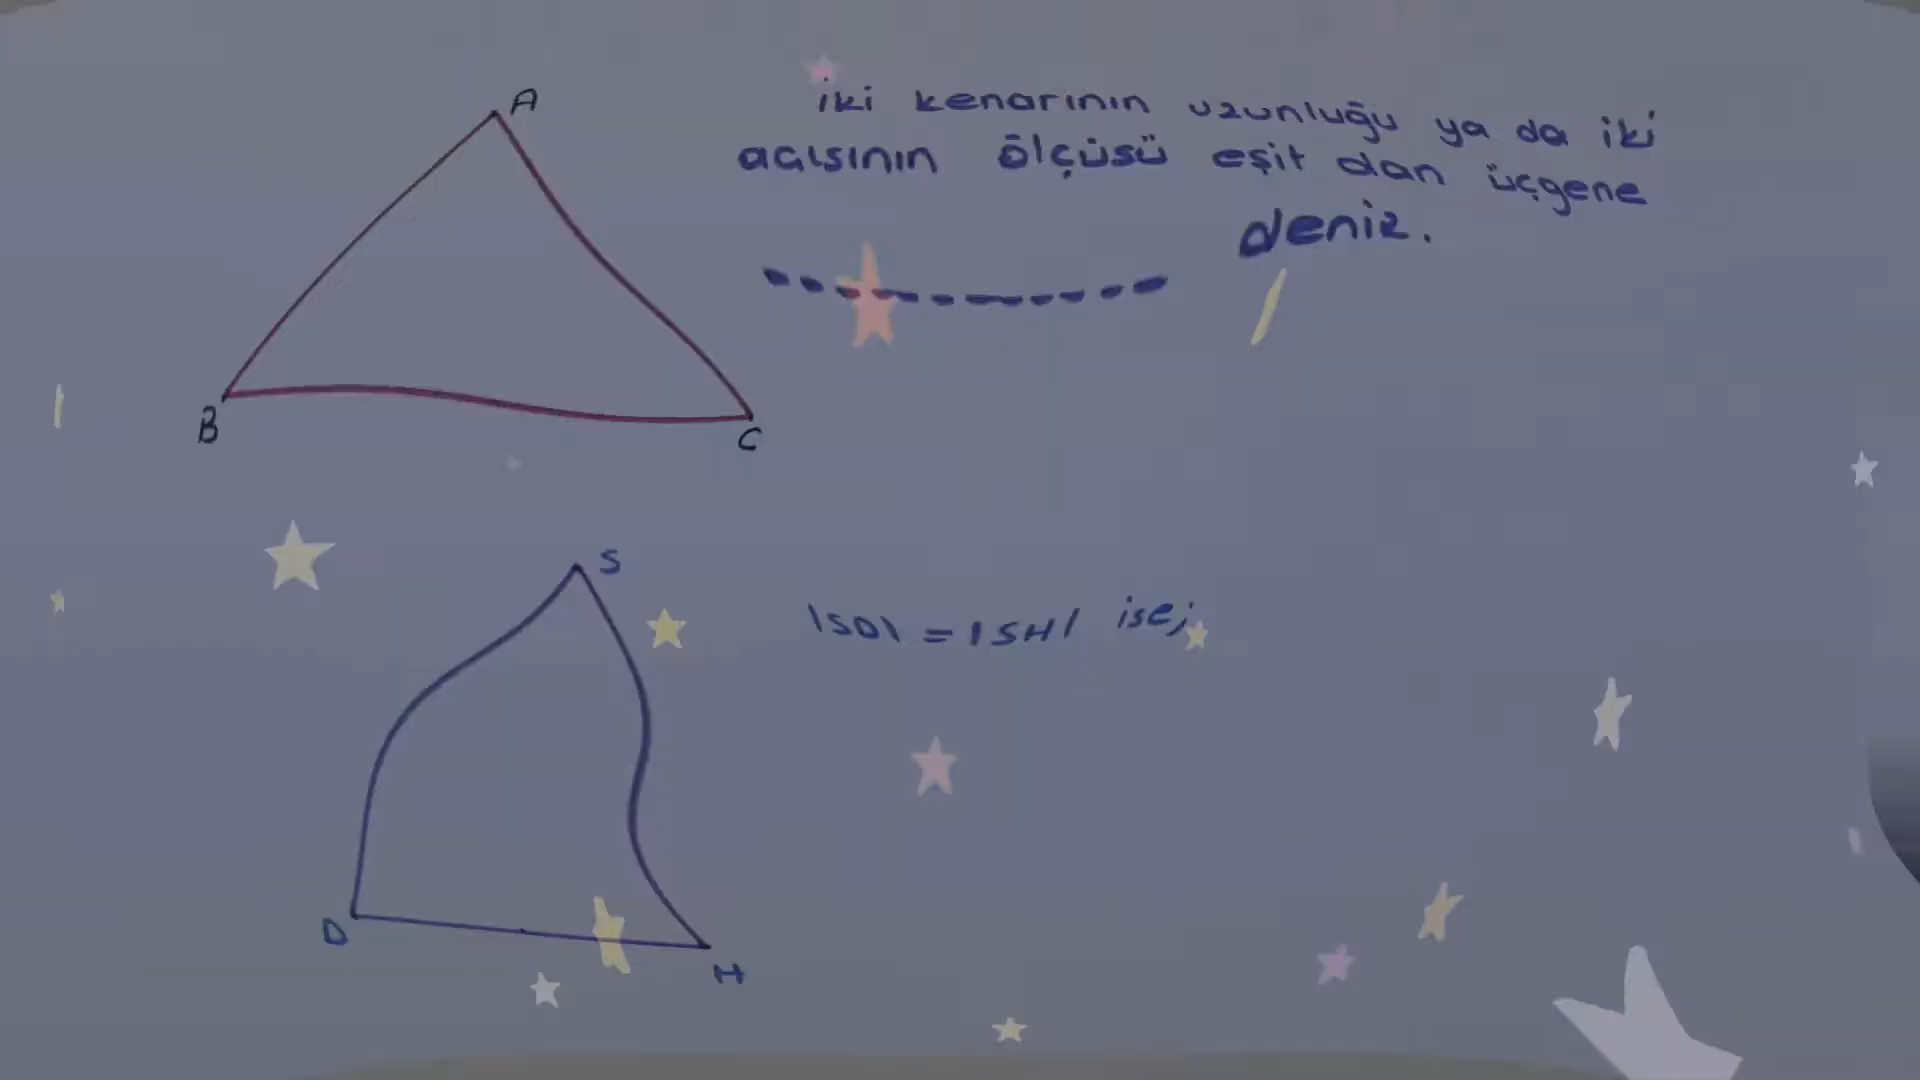 A
B
C
iki kenarının uzunluğu ya da iki
açısının ölçüsü eşit olan üçgene
denir.
S
D
H
|SD| = |SH| ise;